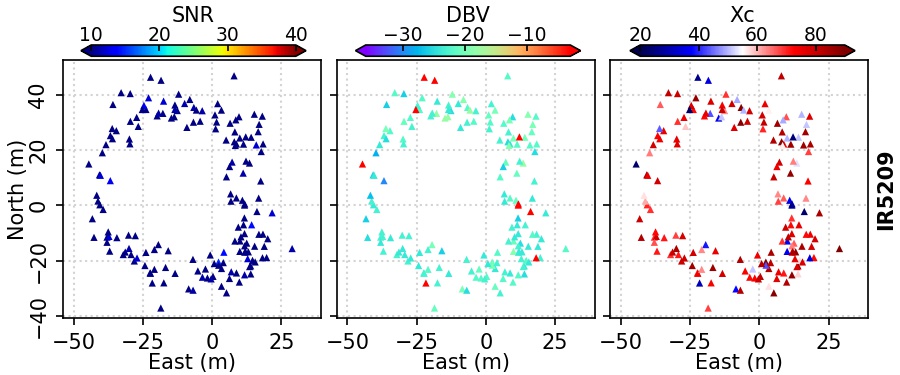 SNR DBV Xc
10 20 30 40 −30 −20 −10 20 40 60 80
40
20
0
−20
−40
North (m)
−50 −25 0 25 −50 −25 0 25 −50 −25 0 25
East (m) East (m) East (m)
IR5209